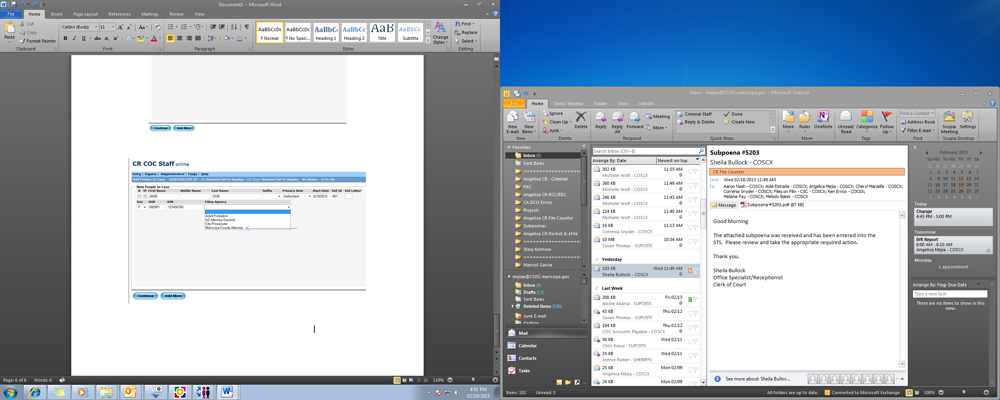 Document1 - Microsoft Word
File Home Insert Page Layout References Mailings Review View
Paste
Cut
Copy
Format Painter
Clipboard
Calibri (Body) 11
Font
Paragraph
AaBbCcDc AaBbCcDc AaBbC AaBbCc AaB AaBbCc.
¶ Normal ¶ No Spaci... Heading 1 Heading 2 Title Subtitle
Change Styles
Styles
Find
Replace
Select
Editing
Continue Add More
CR COC Staff online
Entry | Inquiry | Administrative | Tasks | Help
Add Parties To Case CR2015012345 DT - JO: Retrieve Def to Display - CR Type: Retrieve Def to Display - No Status - eFile: No
New People In Case
B IP First Name Middle Name Last Name Suffix Primary Role Start Date Def ID Def Letter
JANE DOE Defendant 2/19/2015 001
Sex DOB SSN Filing Agency
F 092981 123456780
Adult Probation
AZ Attorney General
City Prosecutor
Maricopa County Attorney
Continue Add More
Page: 6 of 6 Words: 6 110%
4:51 PM
02/19/2015
Inbox - mejiaa@COSC.maricopa.gov - Microsoft Outlook
File Home Send / Receive Folder View Add-Ins
New E-mail
New Items
New
Ignore
Clean Up
Junk
Delete
Delete
Reply
Reply All
Forward
Meeting
More
Respond
Criminal Staff Done
Reply & Delete Create New
Quick Steps
Move
Rules
OneNote
Move
Unread/ Read
Categorize
Follow Up
Tags
Find a Contact
Address Book
Filter E-mail
Find
Scopia Meeting
Settings
Scopia Desktop
Favorites
Inbox (3)
Sent Items
=====================
Angelica CR - Criminal
FAC
Angelica CR RCC/EDC
CA DCO Errors
Projects
Angelica CR File Counter
Subpoenas
Angelica CR Docket & eFile
=====================
Stacy Kennow
=====================
Marisol Garcia
mejiaa@COSC.maricopa.gov
Inbox (3)
Drafts [12]
Sent Items
Deleted Items (530)
Junk E-mail
Outbox
Mail
Calendar
Contacts
Tasks
Search Inbox (Ctrl+E)
Arrange By: Date Newest on top
302 KB 11:55 AM
Michelle Wolf - COSCX
260 KB 11:49 AM
Michelle Wolf - COSCX
246 KB 11:43 AM
Michelle Wolf - COSCX
224 KB 11:40 AM
Michelle Wolf - COSCX
16 KB 11:13 AM
Correnia Snyder - COSCX
10 MB 10:34 AM
Susan Thomas - SUPCRTX
Yesterday
103 KB Wed 11:49 AM
Sheila Bullock - COSCX
Last Week
208 KB Fri 02/13
Nicole Abarca - SUPCRTX
43 KB Thu 02/12
Susan Thomas - SUPCRTX
194 KB Thu 02/12
COC Accounts Payable - COSCX
50 KB Wed 02/11
Chris Kraus - SUPCRTX
35 KB Wed 02/11
Jonnie Parker - SHERIFFX
25 KB Mon 02/09
Angelica Mejia - COSCX
24 KB Mon 02/09
Subpoena #5203
Sheila Bullock - COSCX
CR File Counter
Sent: Wed 02/18/2015 11:49 AM
To: Aaron Nash - COSCX; Aide Estrada - COSCX; Angelica Mejia - COSCX; Cheryl Marzella - COSCX;
Correnia Snyder - COSCX; Files on Film - CSC - COSCX; Ken Errico - COCSX;
Melanie Fay - COSCX; Melody Baker - COSCX
Message Subpoena #5203.pdf (87 KB)
Good Morning
The attached subpoena was received and has been entered into the
STS. Please review and take the appropriate required action.
Thank you.
Sheila Bullock
Office Specialist/Receptionist
Clerk of Court
See more about: Sheila Bulloc...
February 2015
Su Mo Tu We Th Fr Sa
25 26 27 28 29 30 31
1 2 3 4 5 6 7
8 9 10 11 12 13 14
15 16 17 18 19 20 21
22 23 24 25 26 27 28
1 2 3 4 5 6 7
Today
Change
4:45 PM - 5:00 PM
Tomorrow
IVR Report
8:00 AM - 8:10 AM
Angelica Mejia - COSCX
Monday
1 appointment
Arrange By: Flag: Due Date
Type a new task
There are no items to show in this
view.
Items: 102 Unread: 3 All folders are up to date. Connected to Microsoft Exchange 100%